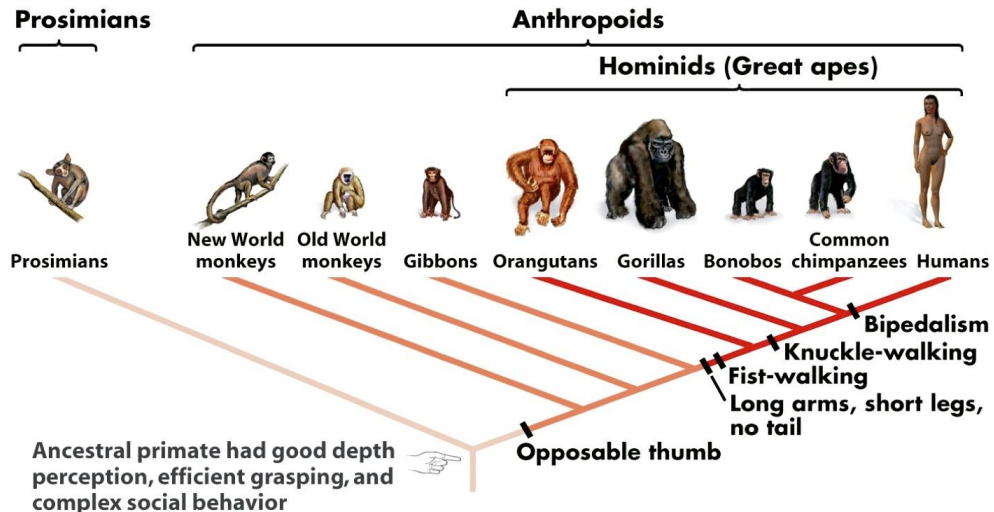 Prosimians
Anthropoids
Hominids (Great apes)
Prosimians
New World
monkeys
Old World
monkeys
Gibbons
Orangutans
Gorillas
Bonobos
Common
chimpanzees
Humans
Bipedalism
Knuckle-walking
Fist-walking
Long arms, short legs,
no tail
Opposable thumb
Ancestral primate had good depth
perception, efficient grasping, and
complex social behavior